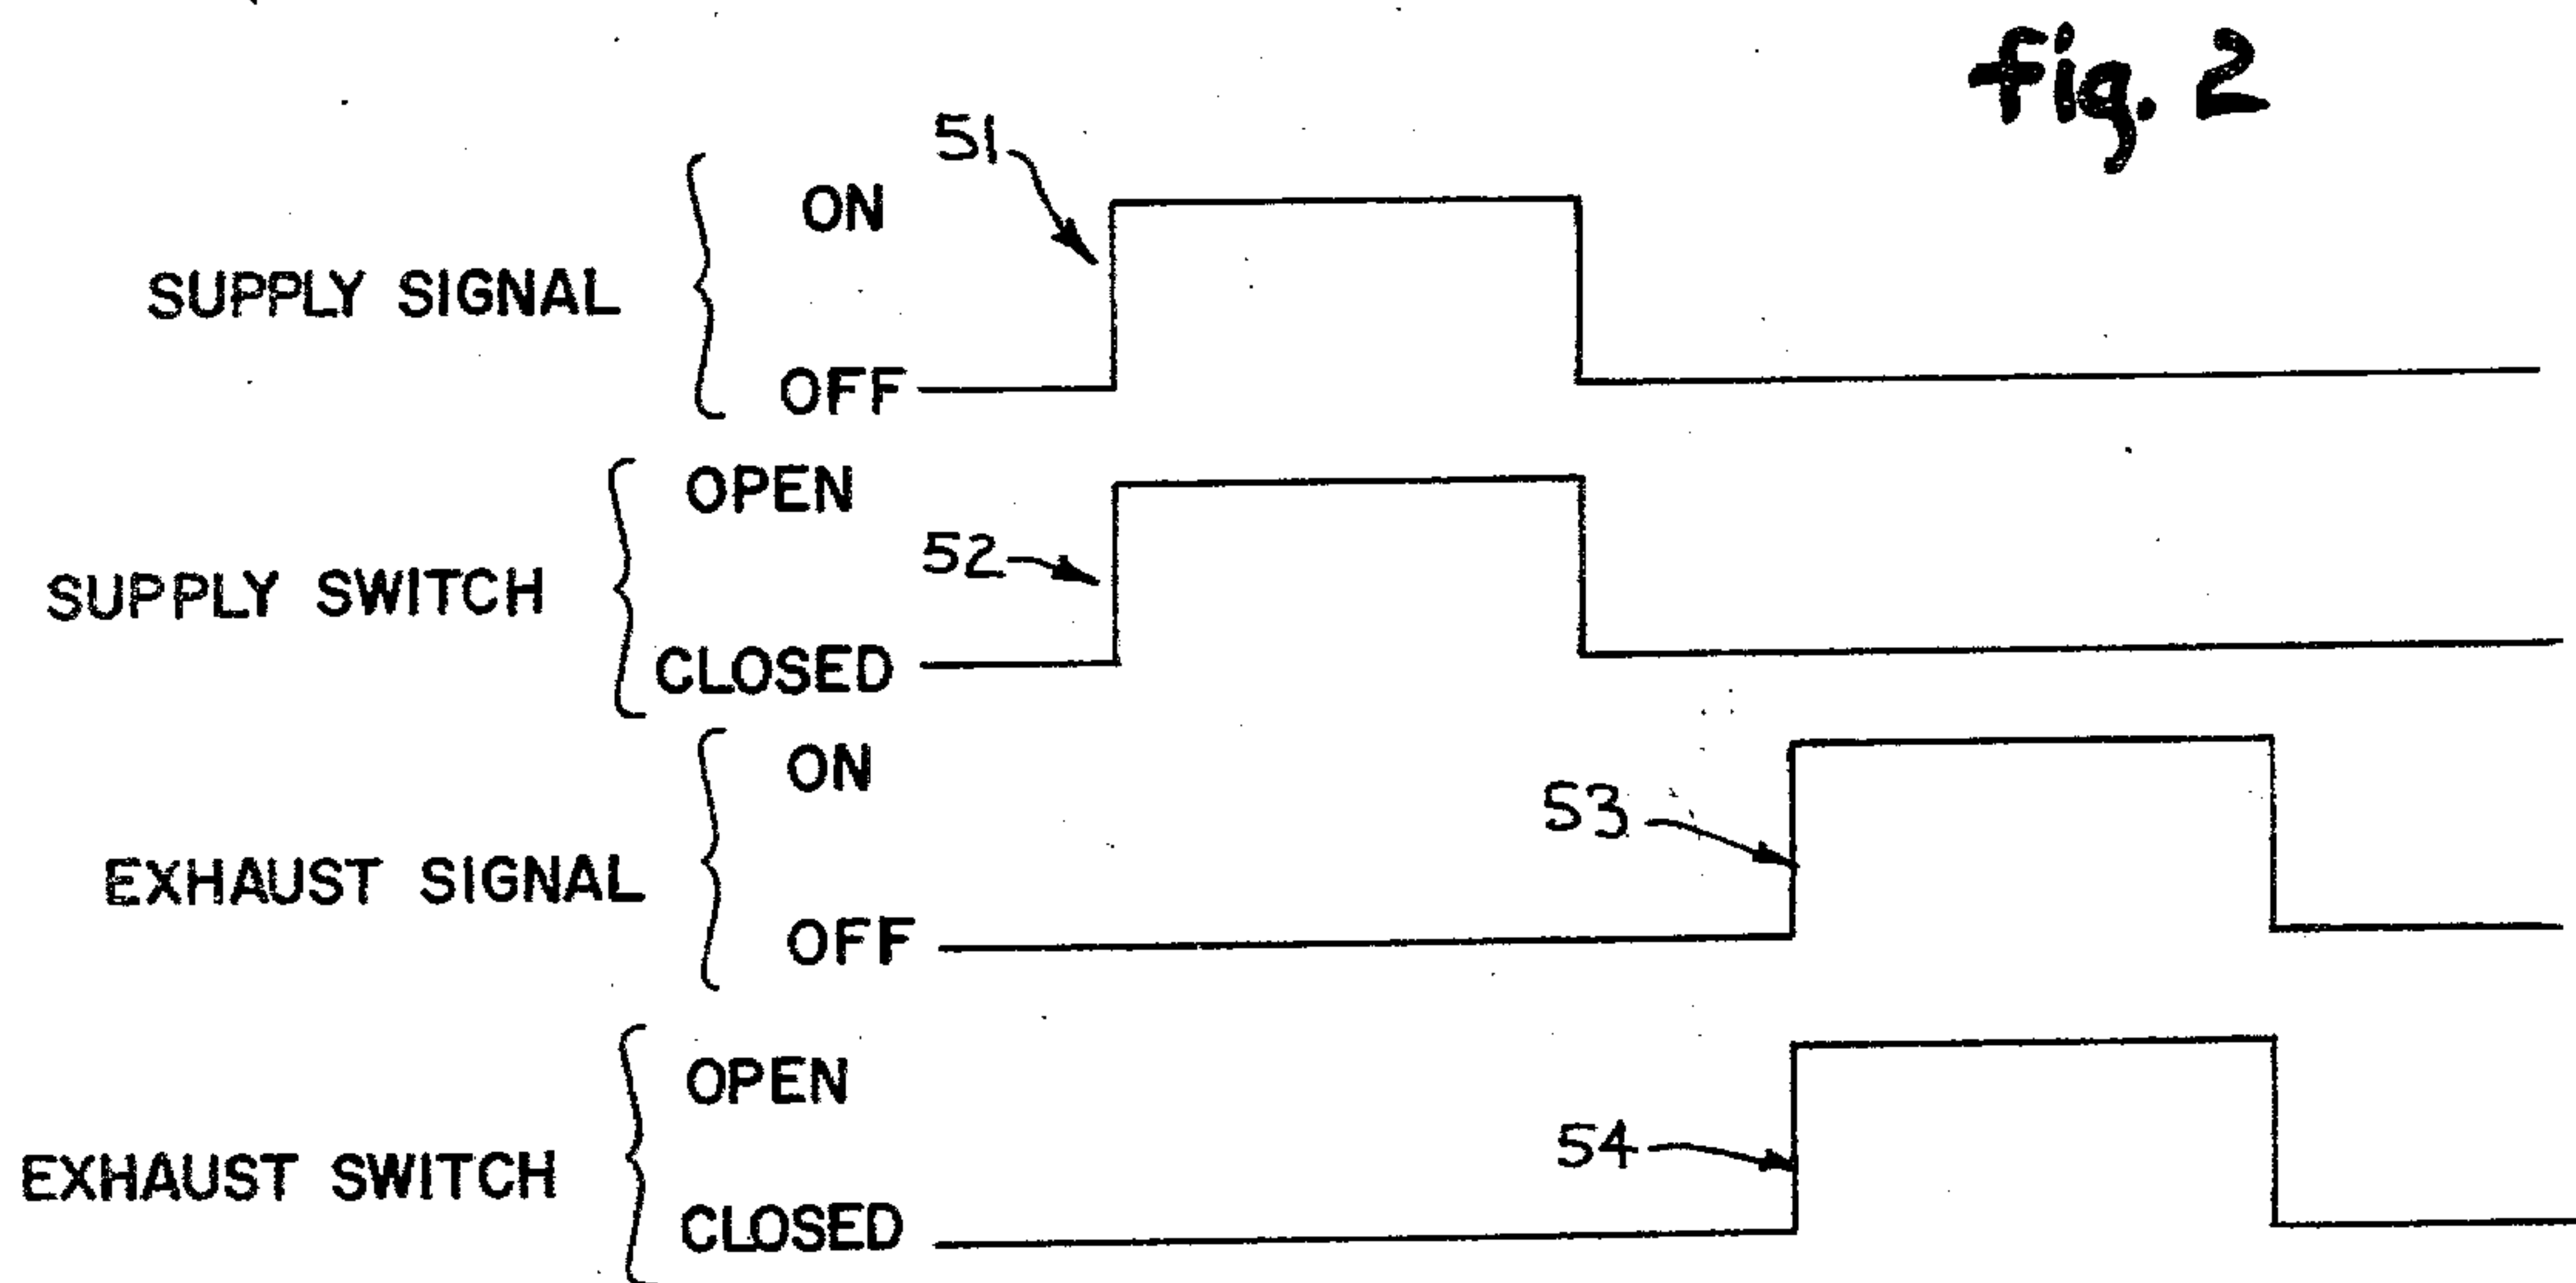 fig. 2
51
ON
SUPPLY SIGNAL
OFF
OPEN
52
SUPPLY SWITCH
CLOSED
ON
53
EXHAUST SIGNAL
OFF
OPEN
54
EXHAUST SWITCH
CLOSED